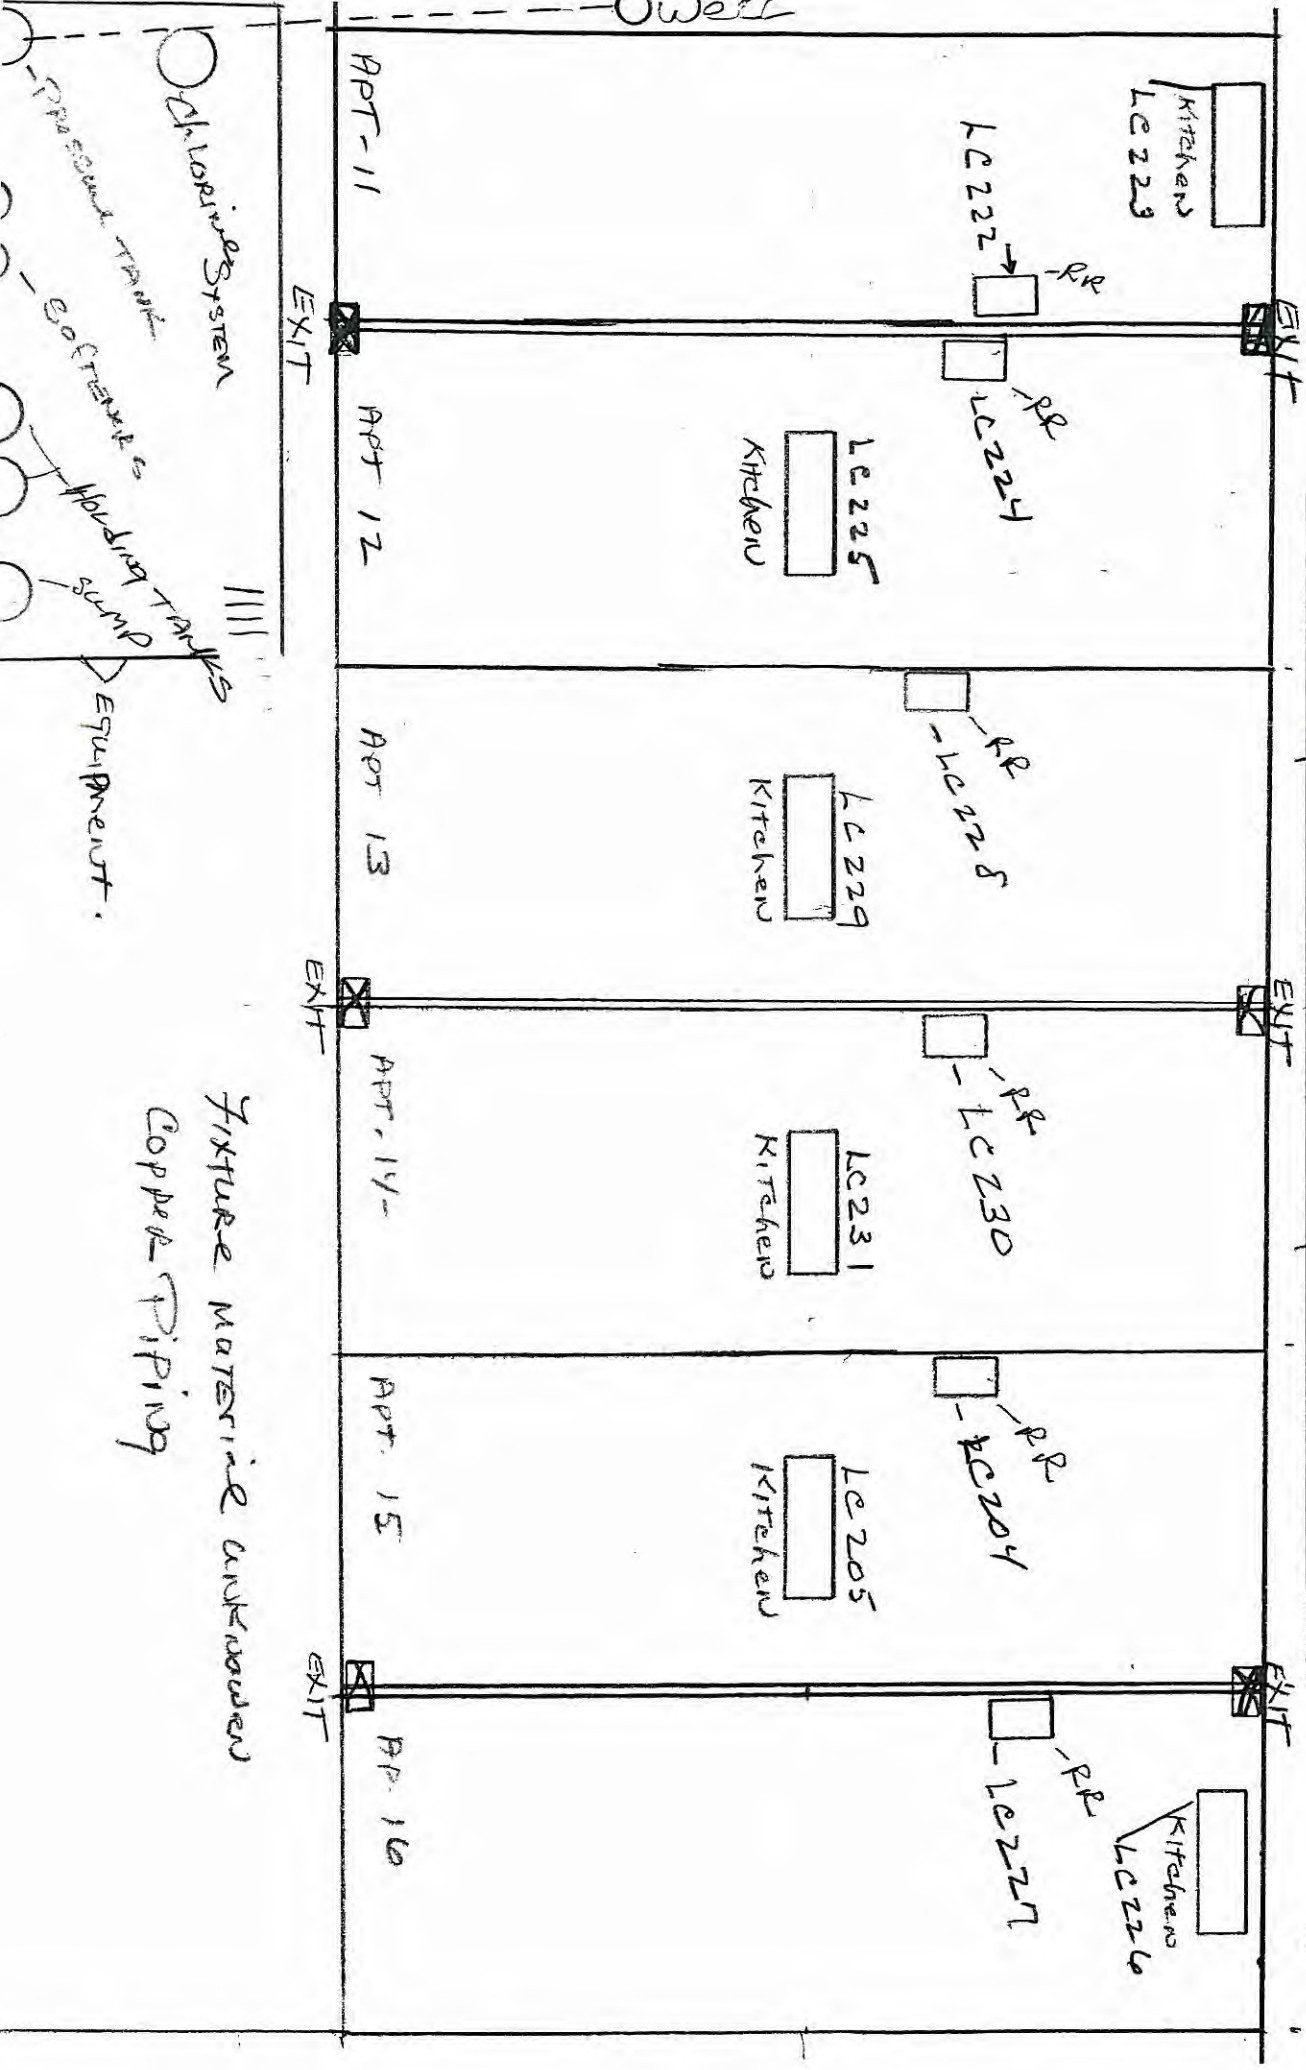 Well
Chlorine System
Pressure Tank
Softeners
Holding Tanks
Sump
Equipment.
APT-11
Kitchen
LC223
LC222
RR
EXIT
EXIT
APT 12
RR
LC224
LC225
Kitchen
APT 13
RR
LC228
LC229
Kitchen
EXIT
EXIT
APT. 14
RR
LC230
LC231
Kitchen
APT. 15
RR
LC204
LC205
Kitchen
EXIT
EXIT
AP. 16
RR
LC227
Kitchen
LC226
Fixture Material unknown
Copper Piping